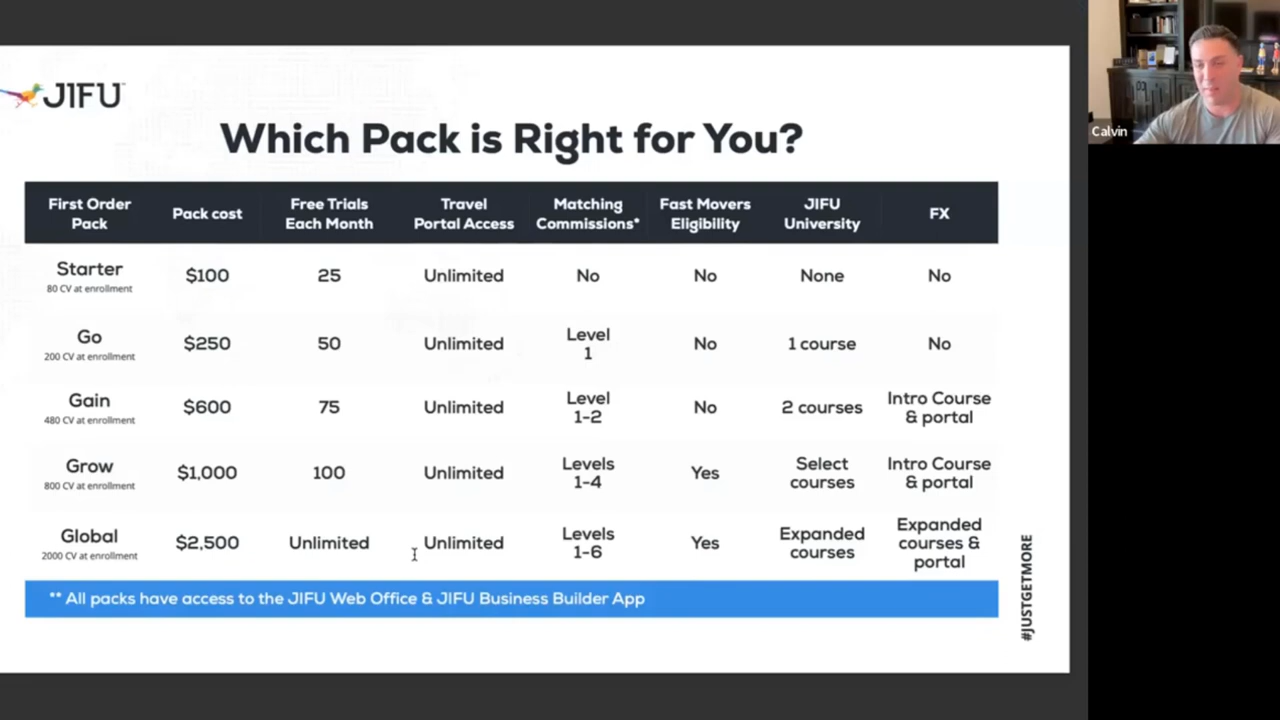 JIFU
Which Pack is Right for You?
First Order
Pack
Pack cost
Free Trials
Each Month
Travel
Portal Access
Matching
Commissions*
Fast Movers
Eligibility
JIFU
University
FX
Starter
80 CV at enrollment
$100
25
Unlimited
No
No
None
No
Go
200 CV at enrollment
$250
50
Unlimited
Level
1
No
1 course
No
Gain
480 CV at enrollment
$600
75
Unlimited
Level
1-2
No
2 courses
Intro Course
& portal
Grow
800 CV at enrollment
$1,000
100
Unlimited
Levels
1-4
Yes
Select
courses
Intro Course
& portal
Global
2000 CV at enrollment
$2,500
Unlimited
Unlimited
Levels
1-6
Yes
Expanded
courses
Expanded
courses &
portal
** All packs have access to the JIFU Web Office & JIFU Business Builder App
#JUSTGETMORE
Calvin